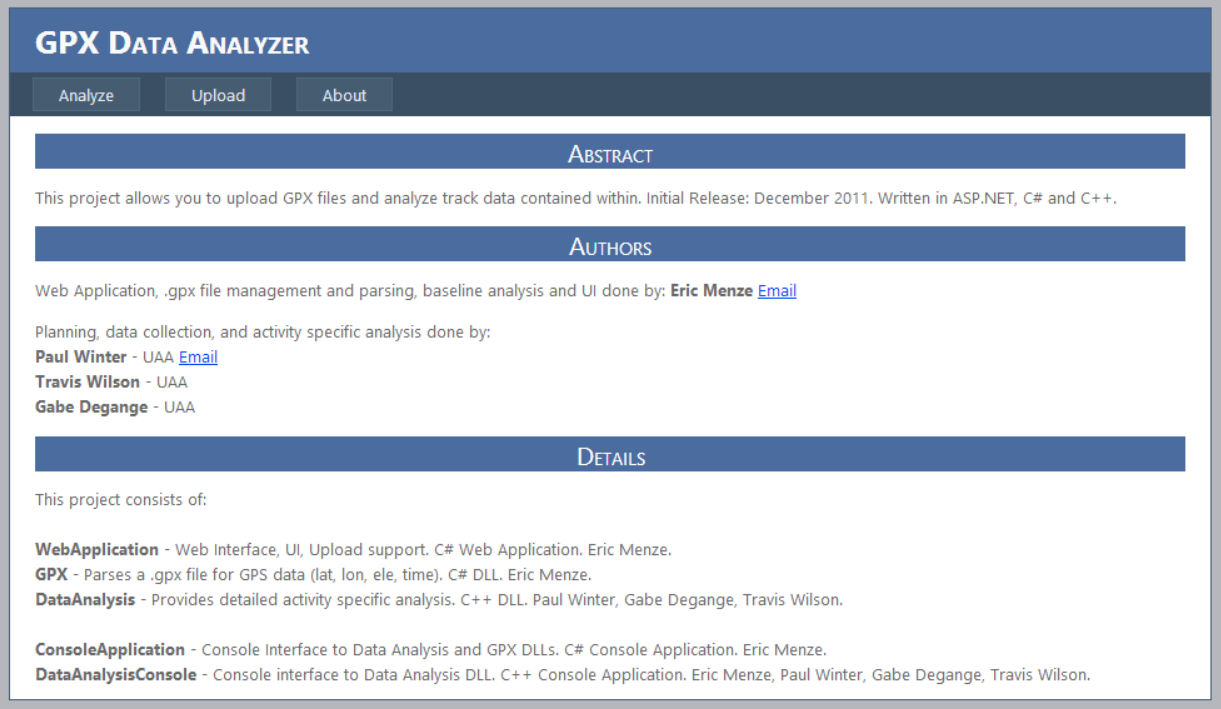 GPX Data Analyzer
Analyze Upload About
Abstract
This project allows you to upload GPX files and analyze track data contained within. Initial Release: December 2011. Written in ASP.NET, C# and C++.
Authors
Web Application, .gpx file management and parsing, baseline analysis and UI done by: Eric Menze Email
Planning, data collection, and activity specific analysis done by:
Paul Winter - UAA Email
Travis Wilson - UAA
Gabe Degange - UAA
Details
This project consists of:
WebApplication - Web Interface, UI, Upload support. C# Web Application. Eric Menze.
GPX - Parses a .gpx file for GPS data (lat, lon, ele, time). C# DLL. Eric Menze.
DataAnalysis - Provides detailed activity specific analysis. C++ DLL. Paul Winter, Gabe Degange, Travis Wilson.
ConsoleApplication - Console Interface to Data Analysis and GPX DLLs. C# Console Application. Eric Menze.
DataAnalysisConsole - Console interface to Data Analysis DLL. C++ Console Application. Eric Menze, Paul Winter, Gabe Degange, Travis Wilson.